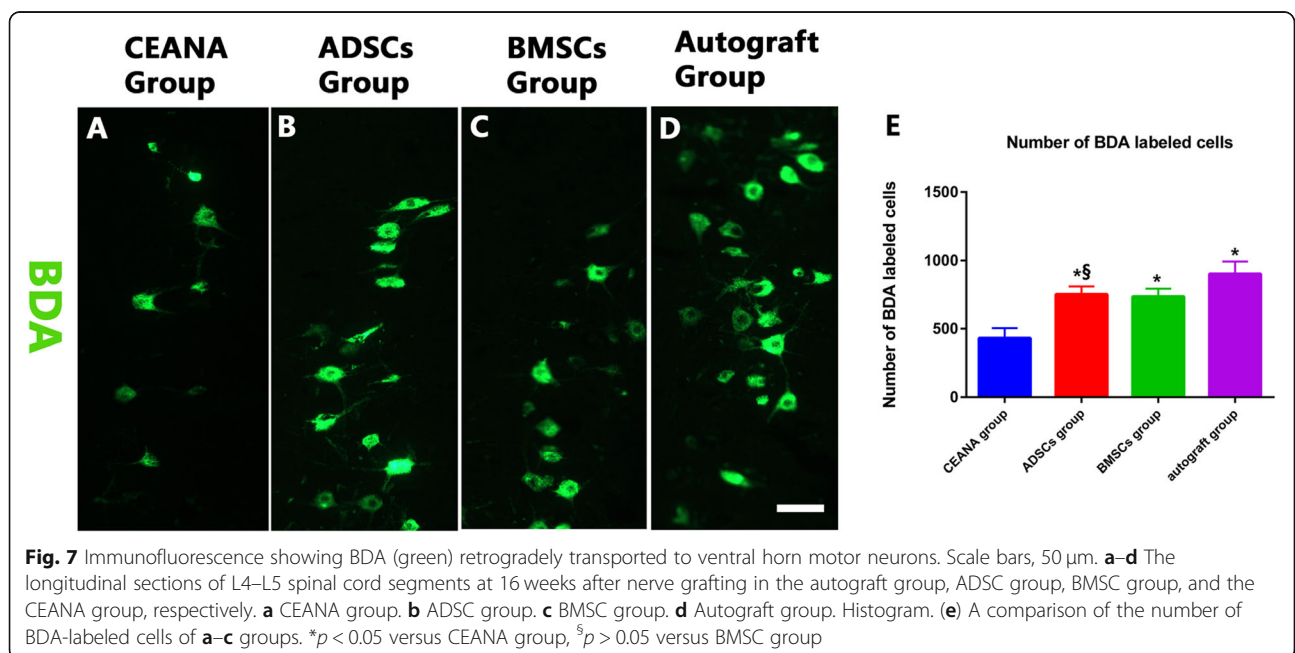 CEANA
Group
ADSCs
Group
BMSCs
Group
Autograft
Group
BDA
A
B
C
D
E
Number of BDA labeled cells
Number of BDA labeled cells
1500
1000
500
0
*§
*
*
CEANA group
ADSCs group
BMSCs group
autograft group
Fig. 7 Immunofluorescence showing BDA (green) retrogradely transported to ventral horn motor neurons. Scale bars, 50 μm. a–d The
longitudinal sections of L4–L5 spinal cord segments at 16 weeks after nerve grafting in the autograft group, ADSC group, BMSC group, and the
CEANA group, respectively. a CEANA group. b ADSC group. c BMSC group. d Autograft group. Histogram. (e) A comparison of the number of
BDA-labeled cells of a–c groups. *p < 0.05 versus CEANA group, §p > 0.05 versus BMSC group